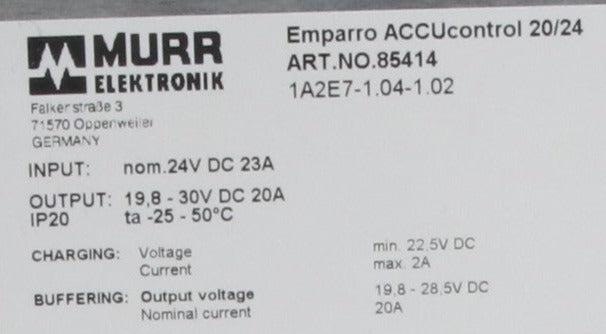 MURR
ELEKTRONIK
Falkerstraße 3
71570 Oppenweiler
GERMANY
Emparro ACCUcontrol 20/24
ART.NO.85414
1A2E7-1.04-1.02
INPUT: nom.24V DC 23A
OUTPUT: 19,8 - 30V DC 20A
IP20 ta -25 - 50°C
CHARGING: Voltage min. 22,5V DC
Current max. 2A
BUFFERING: Output voltage 19,8 - 28,5V DC
Nominal current 20A